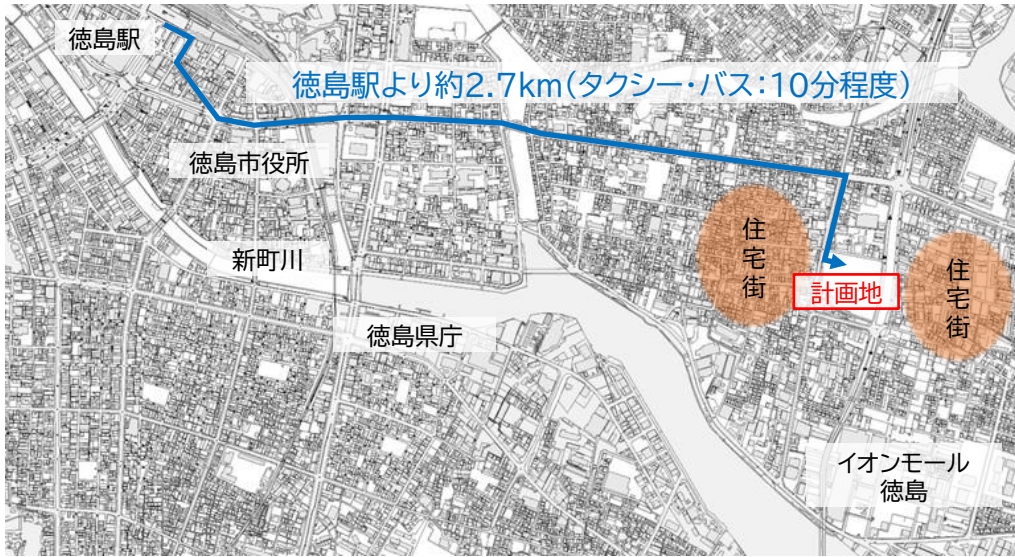 徳島駅
徳島駅より約2.7km(タクシー・バス:10分程度)
徳島市役所
新町川
住宅街
計画地
住宅街
徳島県庁
イオンモール
徳島